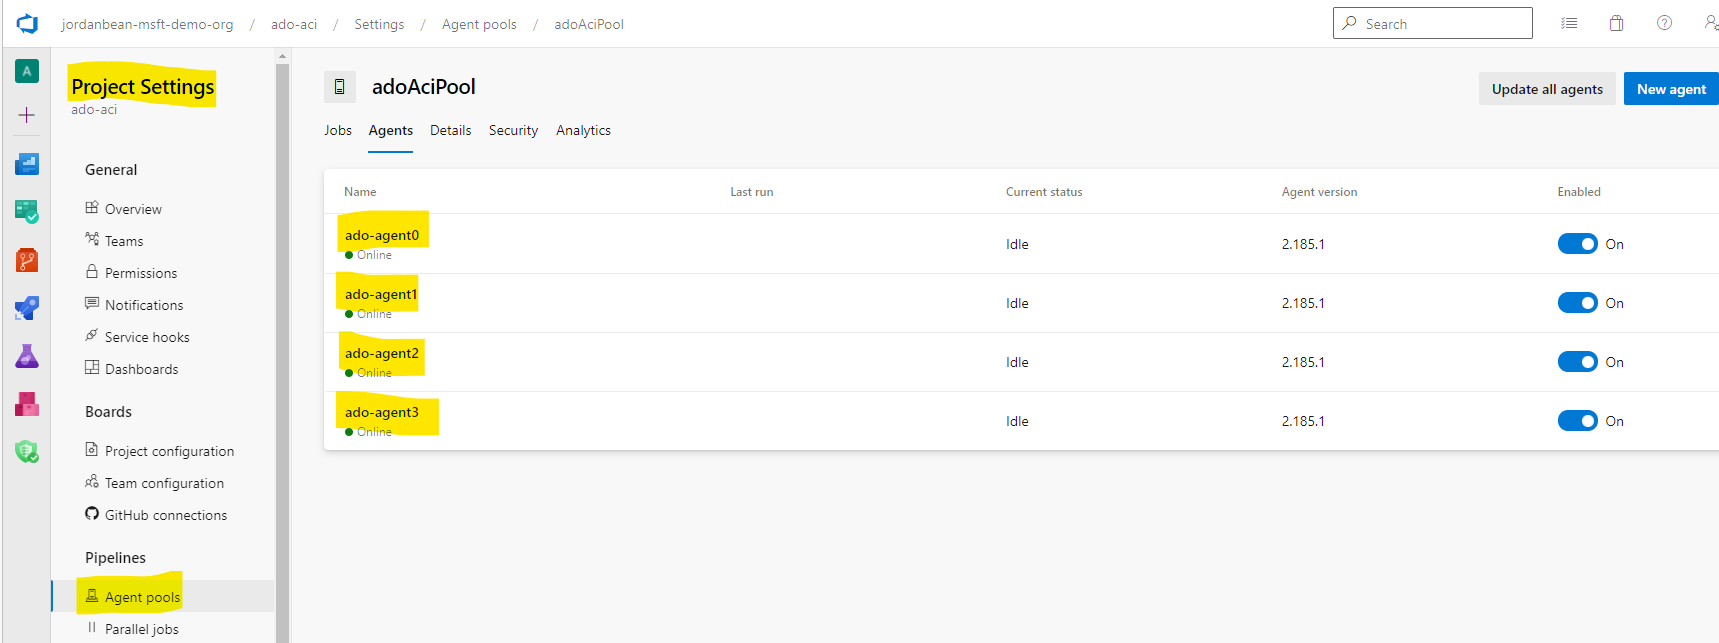 jordanbean-msft-demo-org / ado-aci / Settings / Agent pools / adoAciPool
Search
A
Project Settings
ado-aci
General
Overview
Teams
Permissions
Notifications
Service hooks
Dashboards
Boards
Project configuration
Team configuration
GitHub connections
Pipelines
Agent pools
Parallel jobs
adoAciPool
Update all agents
New agent
Jobs Agents Details Security Analytics
Name Last run Current status Agent version Enabled
ado-agent0
Online
Idle 2.185.1 On
ado-agent1
Online
Idle 2.185.1 On
ado-agent2
Online
Idle 2.185.1 On
ado-agent3
Online
Idle 2.185.1 On